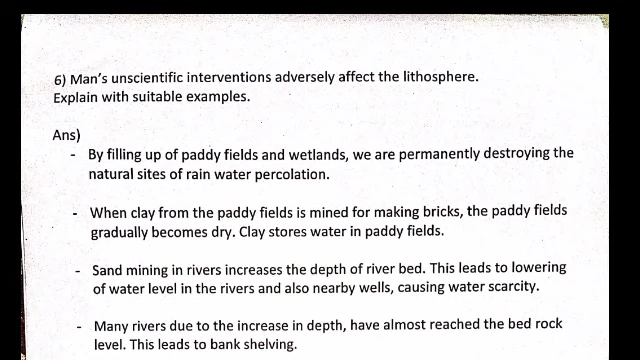 6) Man's unscientific interventions adversely affect the lithosphere.
Explain with suitable examples.
Ans)
- By filling up of paddy fields and wetlands, we are permanently destroying the
natural sites of rain water percolation.
- When clay from the paddy fields is mined for making bricks, the paddy fields
gradually becomes dry. Clay stores water in paddy fields.
- Sand mining in rivers increases the depth of river bed. This leads to lowering
of water level in the rivers and also nearby wells, causing water scarcity.
- Many rivers due to the increase in depth, have almost reached the bed rock
level. This leads to bank shelving.